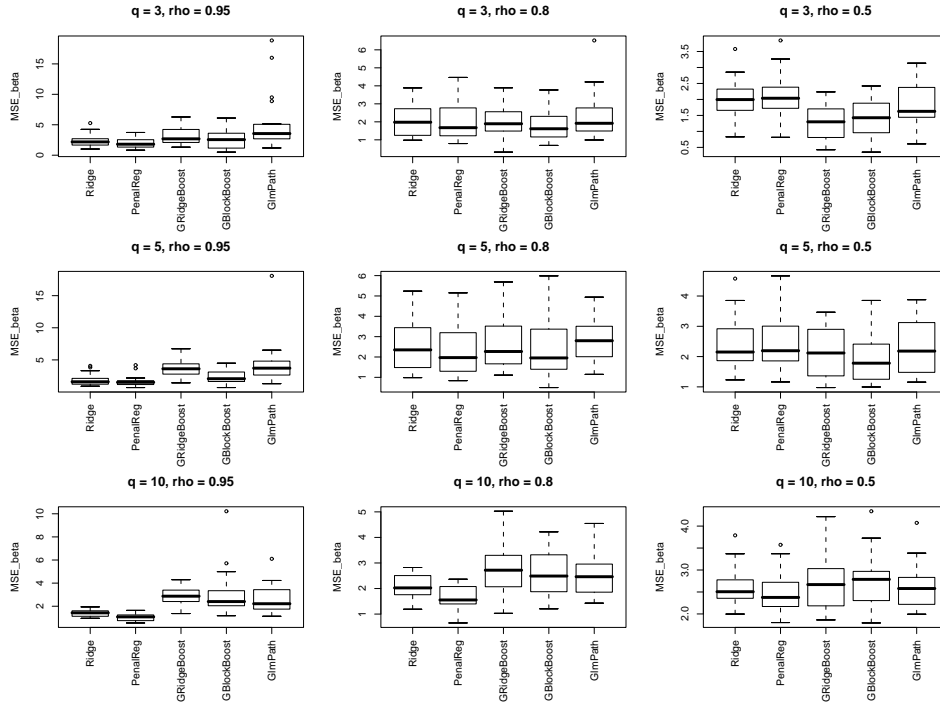 q = 3, rho = 0.95
MSE_beta
0
5
10
15
Ridge
PenalReg
GRidgeBoost
GBlockBoost
GlmPath
q = 3, rho = 0.8
MSE_beta
1
2
3
4
5
6
Ridge
PenalReg
GRidgeBoost
GBlockBoost
GlmPath
q = 3, rho = 0.5
MSE_beta
0.5
1.5
2.5
3.5
Ridge
PenalReg
GRidgeBoost
GBlockBoost
GlmPath
q = 5, rho = 0.95
MSE_beta
5
10
15
Ridge
PenalReg
GRidgeBoost
GBlockBoost
GlmPath
q = 5, rho = 0.8
MSE_beta
1
2
3
4
5
6
Ridge
PenalReg
GRidgeBoost
GBlockBoost
GlmPath
q = 5, rho = 0.5
MSE_beta
1
2
3
4
Ridge
PenalReg
GRidgeBoost
GBlockBoost
GlmPath
q = 10, rho = 0.95
MSE_beta
2
4
6
8
10
Ridge
PenalReg
GRidgeBoost
GBlockBoost
GlmPath
q = 10, rho = 0.8
MSE_beta
1
2
3
4
5
Ridge
PenalReg
GRidgeBoost
GBlockBoost
GlmPath
q = 10, rho = 0.5
MSE_beta
2.0
3.0
4.0
Ridge
PenalReg
GRidgeBoost
GBlockBoost
GlmPath